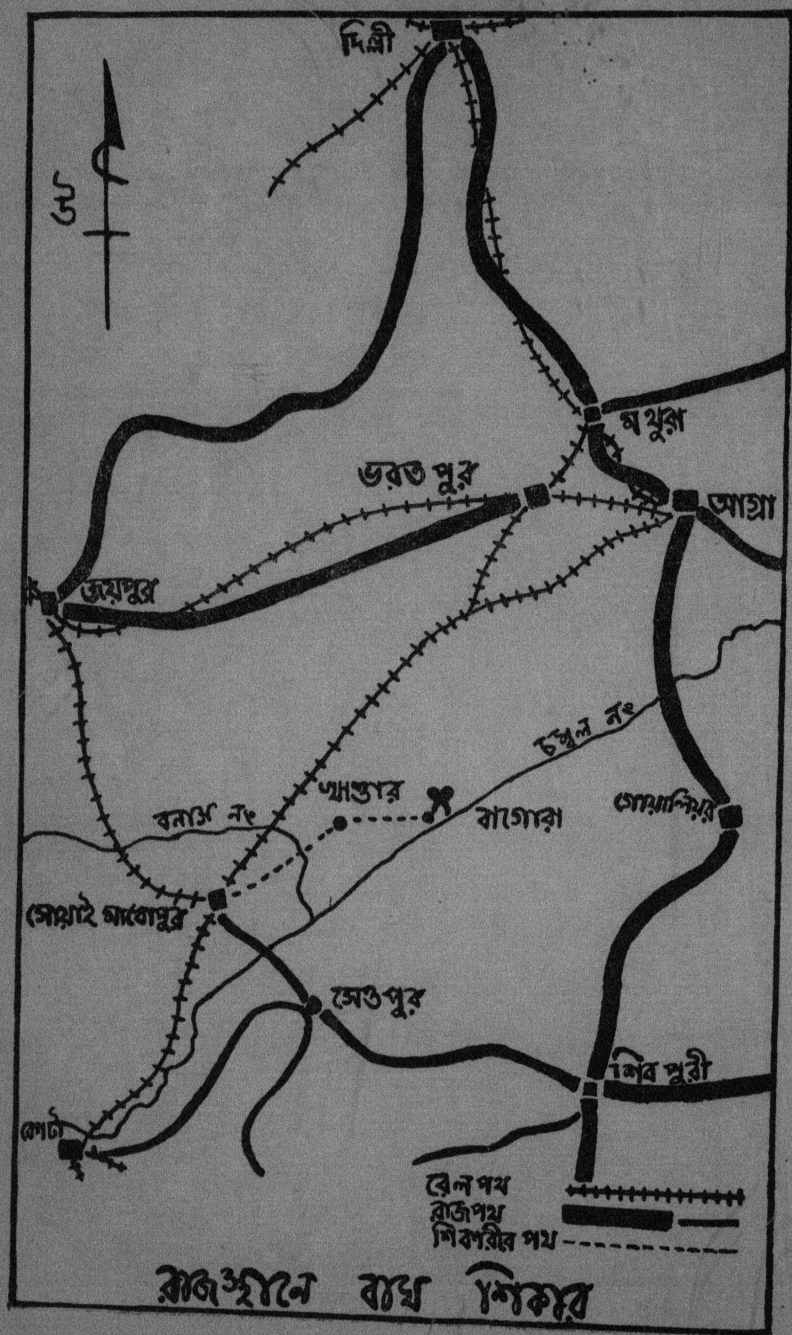 দিল্লী
উ
মথুরা
ভরতপুর
আগ্রা
জয়পুর
চম্বল নং
খান্ডার
বনাস নং
বাগোরা
গোয়ালিয়র
সোয়াই মাধোপুর
সেওপুর
শিবপুরী
কোটা
রেলপথ
রাজপথ
শিকারীর পথ
রাজস্থানে বাঘ শিকার